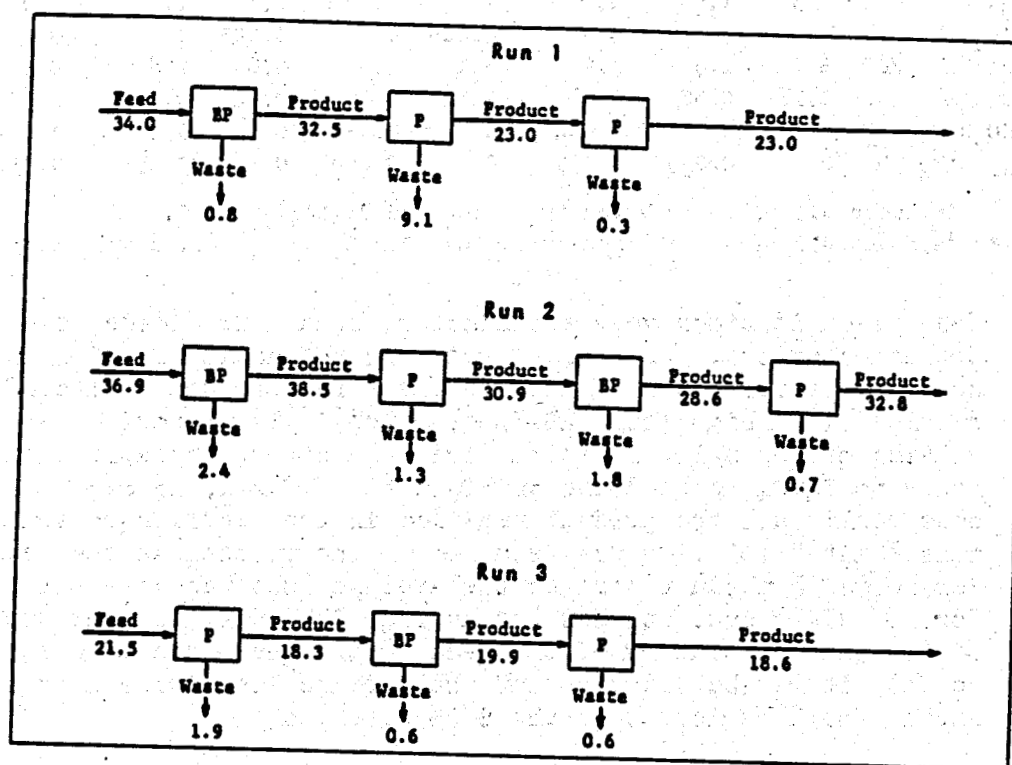 Run 1
Feed Product Product Product
BP P P
34.0 32.5 23.0 23.0
Waste Waste Waste
0.8 9.1 0.3
Run 2
Feed Product Product Product Product
BP P BP P
36.9 38.5 30.9 28.6 32.8
Waste Waste Waste Waste
2.4 1.3 1.8 0.7
Run 3
Feed Product Product Product
P BP P
21.5 18.3 19.9 18.6
Waste Waste Waste
1.9 0.6 0.6